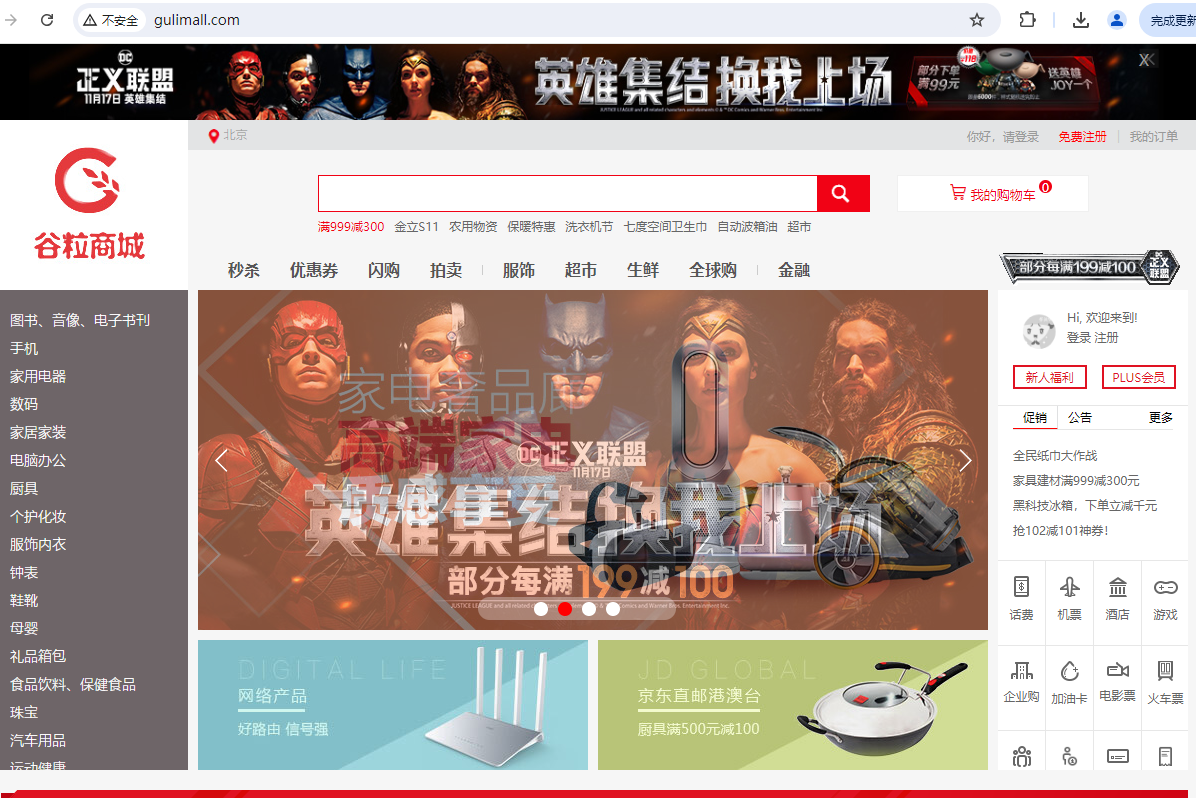 不安全 gulimall.com 完成更新
DC
正义联盟
11月17日 英雄集结
英雄集结 换我上场
JUSTICE LEAGUE and all related characters and elements © & ™ DC Comics and Warner Bros. Entertainment Inc
部分下单
满99元
送英雄
JOY一个
X
北京
你好，请登录 免费注册 我的订单
谷粒商城
我的购物车 0
满999减300 金立S11 农用物资 保暖特惠 洗衣机节 七度空间卫生巾 自动波箱油 超市
秒杀 优惠券 闪购 拍卖 服饰 超市 生鲜 全球购 金融
部分每满199减100
正义
联盟
图书、音像、电子书刊
手机
家用电器
数码
家居家装
电脑办公
厨具
个护化妆
服饰内衣
钟表
鞋靴
母婴
礼品箱包
食品饮料、保健食品
珠宝
汽车用品
运动健康
家电奢品库
高端家电
DC 正义联盟
11月17日
英雄集结 换我上场
部分每满199减100
Hi, 欢迎来到!
登录 注册
新人福利 PLUS会员
促销 公告 更多
全民纸巾大作战
家具建材满999减300元
黑科技冰箱，下单立减千元
抢102减101神券!
话费 机票 酒店 游戏
企业购 加油卡 电影票 火车票
DIGITAL LIFE
网络产品
好路由 信号强
JD GLOBAL
京东直邮港澳台
厨具满500元减100